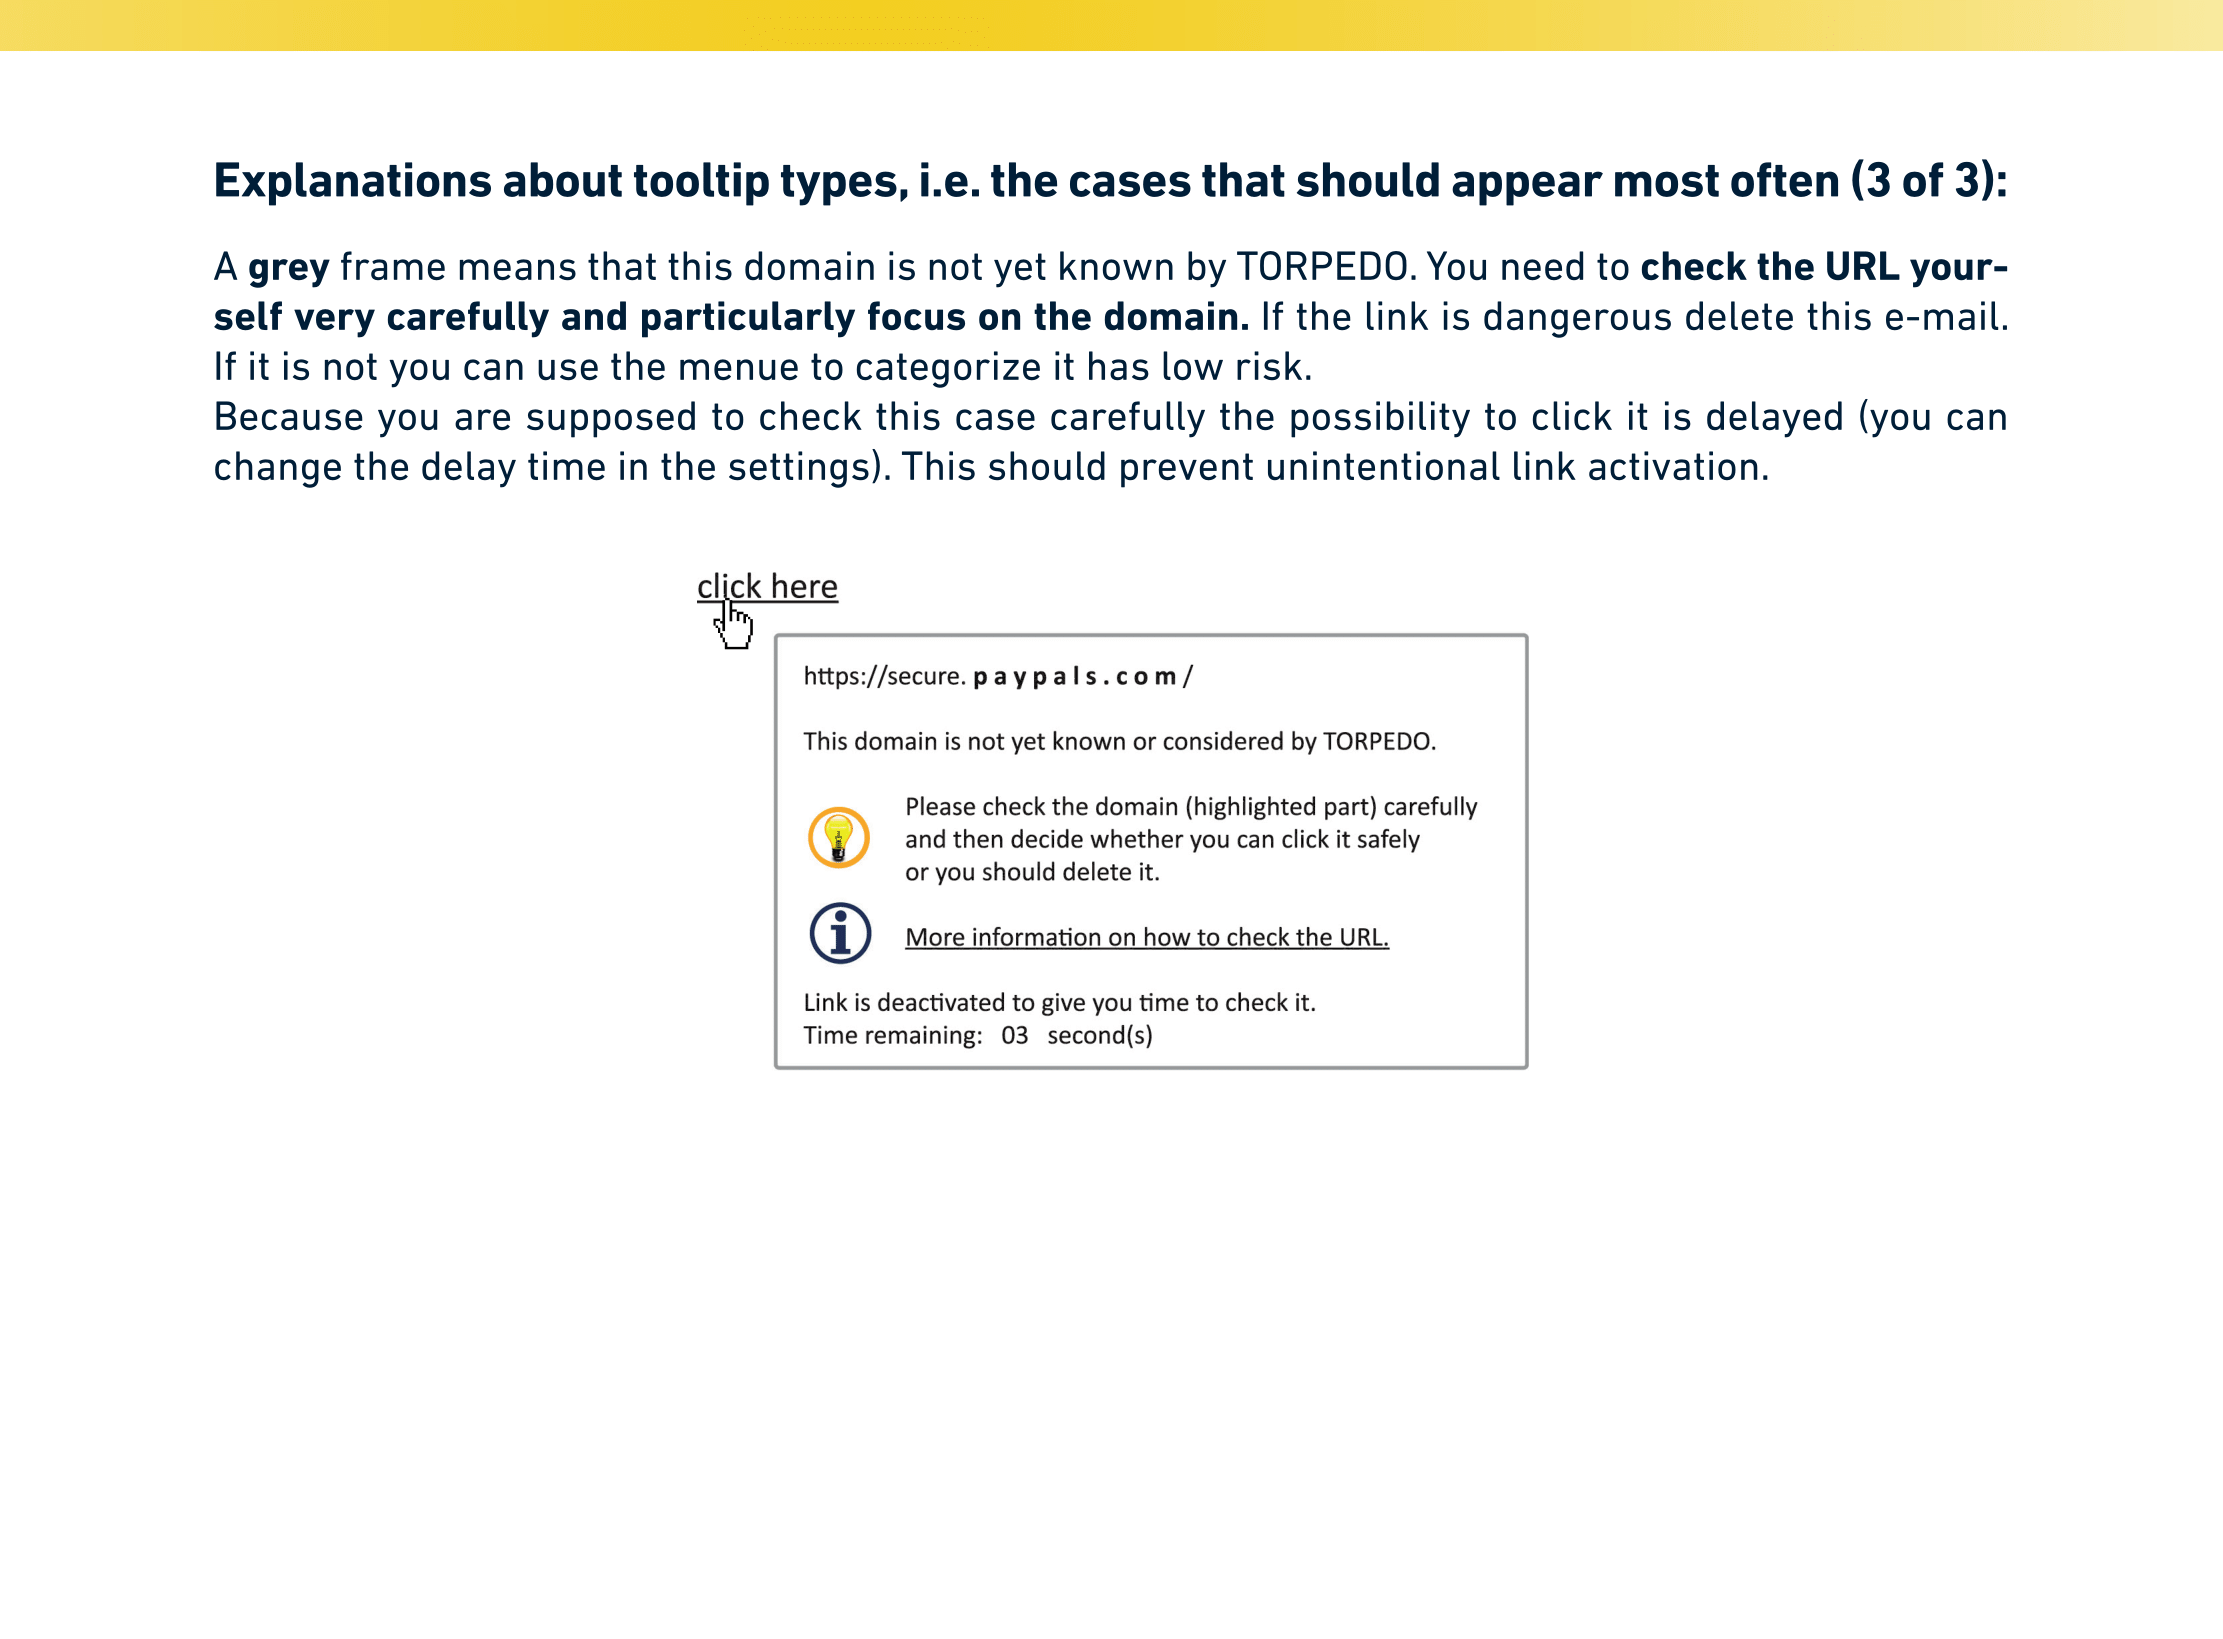 Explanations about tooltip types, i.e. the cases that should appear most often (3 of 3):
A grey frame means that this domain is not yet known by TORPEDO. You need to check the URL your-
self very carefully and particularly focus on the domain. If the link is dangerous delete this e-mail.
If it is not you can use the menue to categorize it has low risk.
Because you are supposed to check this case carefully the possibility to click it is delayed (you can
change the delay time in the settings). This should prevent unintentional link activation.
click here
https://secure. paypals.com/
This domain is not yet known or considered by TORPEDO.
Please check the domain (highlighted part) carefully
and then decide whether you can click it safely
or you should delete it.
More information on how to check the URL.
Link is deactivated to give you time to check it.
Time remaining: 03 second(s)